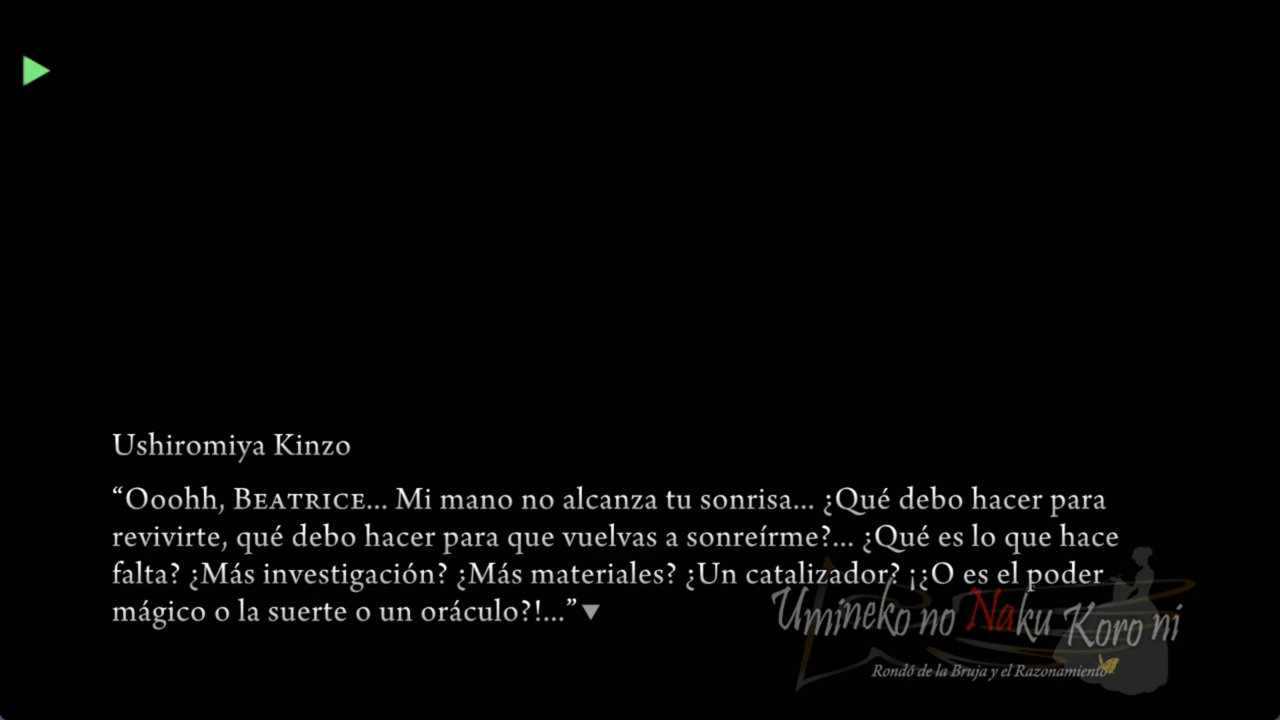 Ushiromiya Kinzo
“Ooohh, BEATRICE... Mi mano no alcanza tu sonrisa... ¿Qué debo hacer para
revivirte, qué debo hacer para que vuelvas a sonreírme?... ¿Qué es lo que hace
falta? ¿Más investigación? ¿Más materiales? ¿Un catalizador? ¡¿O es el poder
mágico o la suerte o un oráculo?!...”
Umineko no Naku Koro ni
Rondó de la Bruja y el Razonamiento